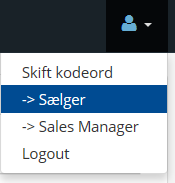 Skift kodeord
-> Sælger
-> Sales Manager
Logout